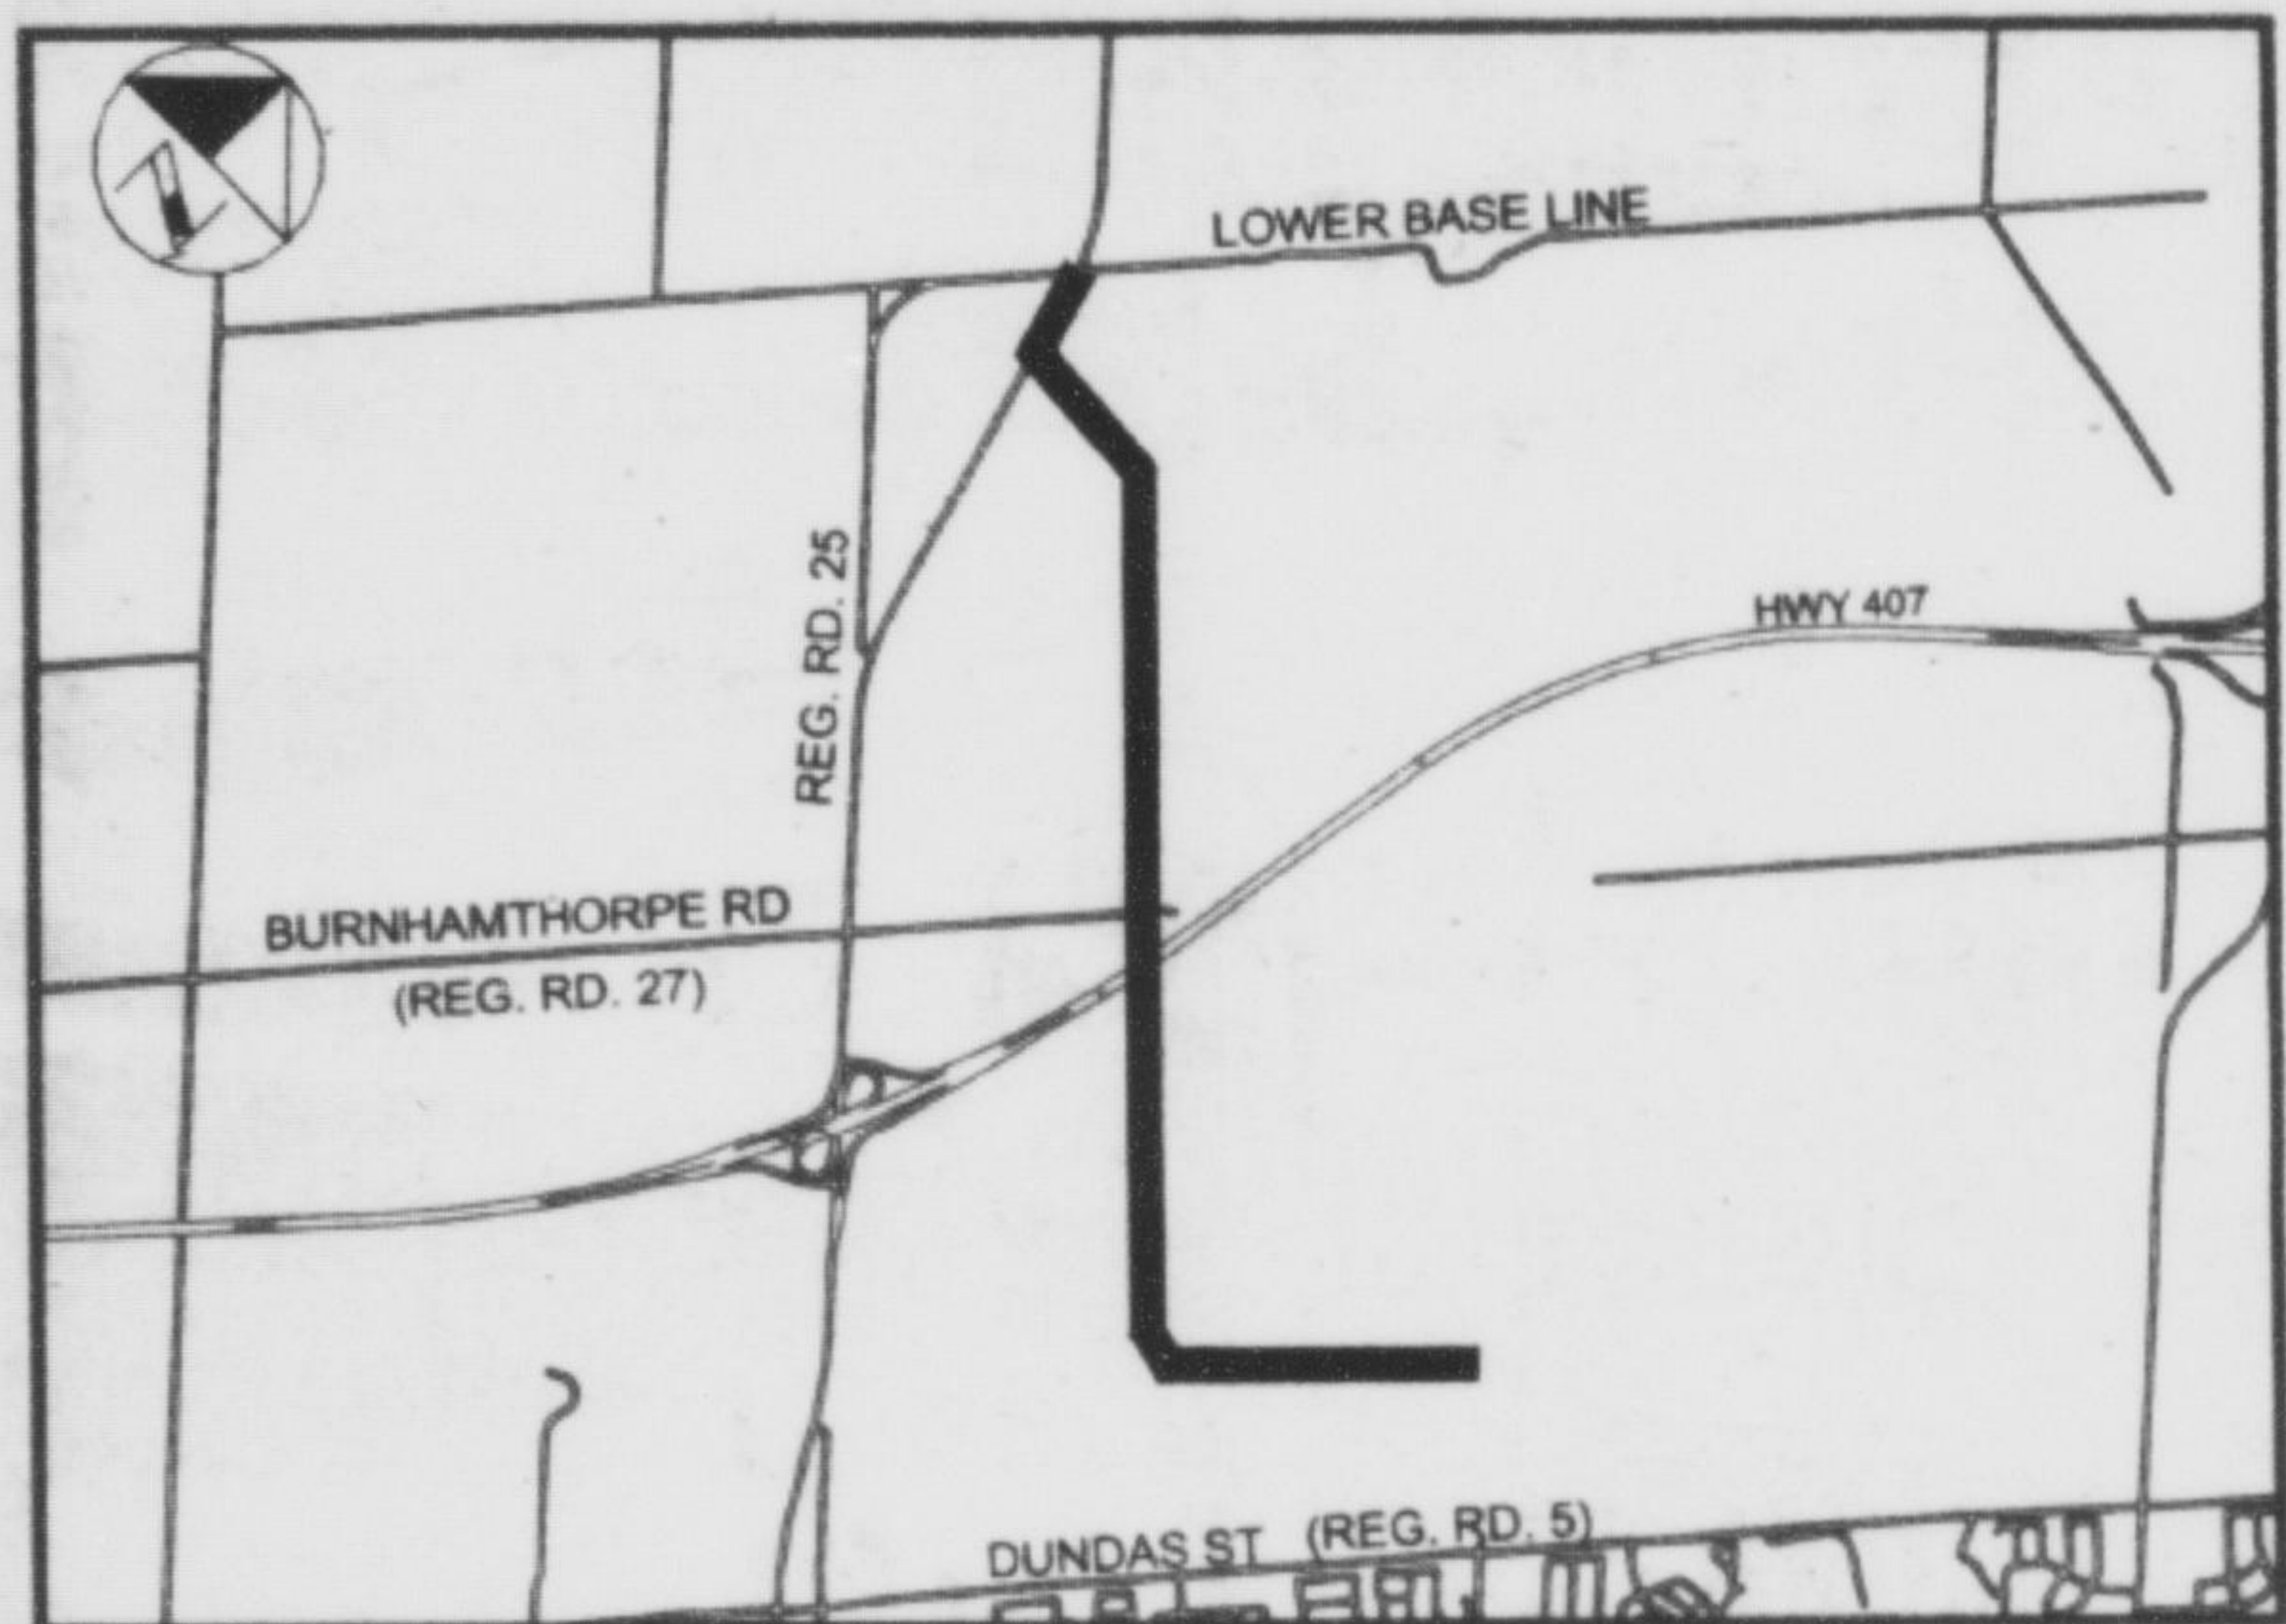 LOWER BASE LINE
REG. RD. 25
HWY 407
BURNHAMTHORPE RD
(REG. RD. 27)
DUNDAS ST (REG. RD. 5)